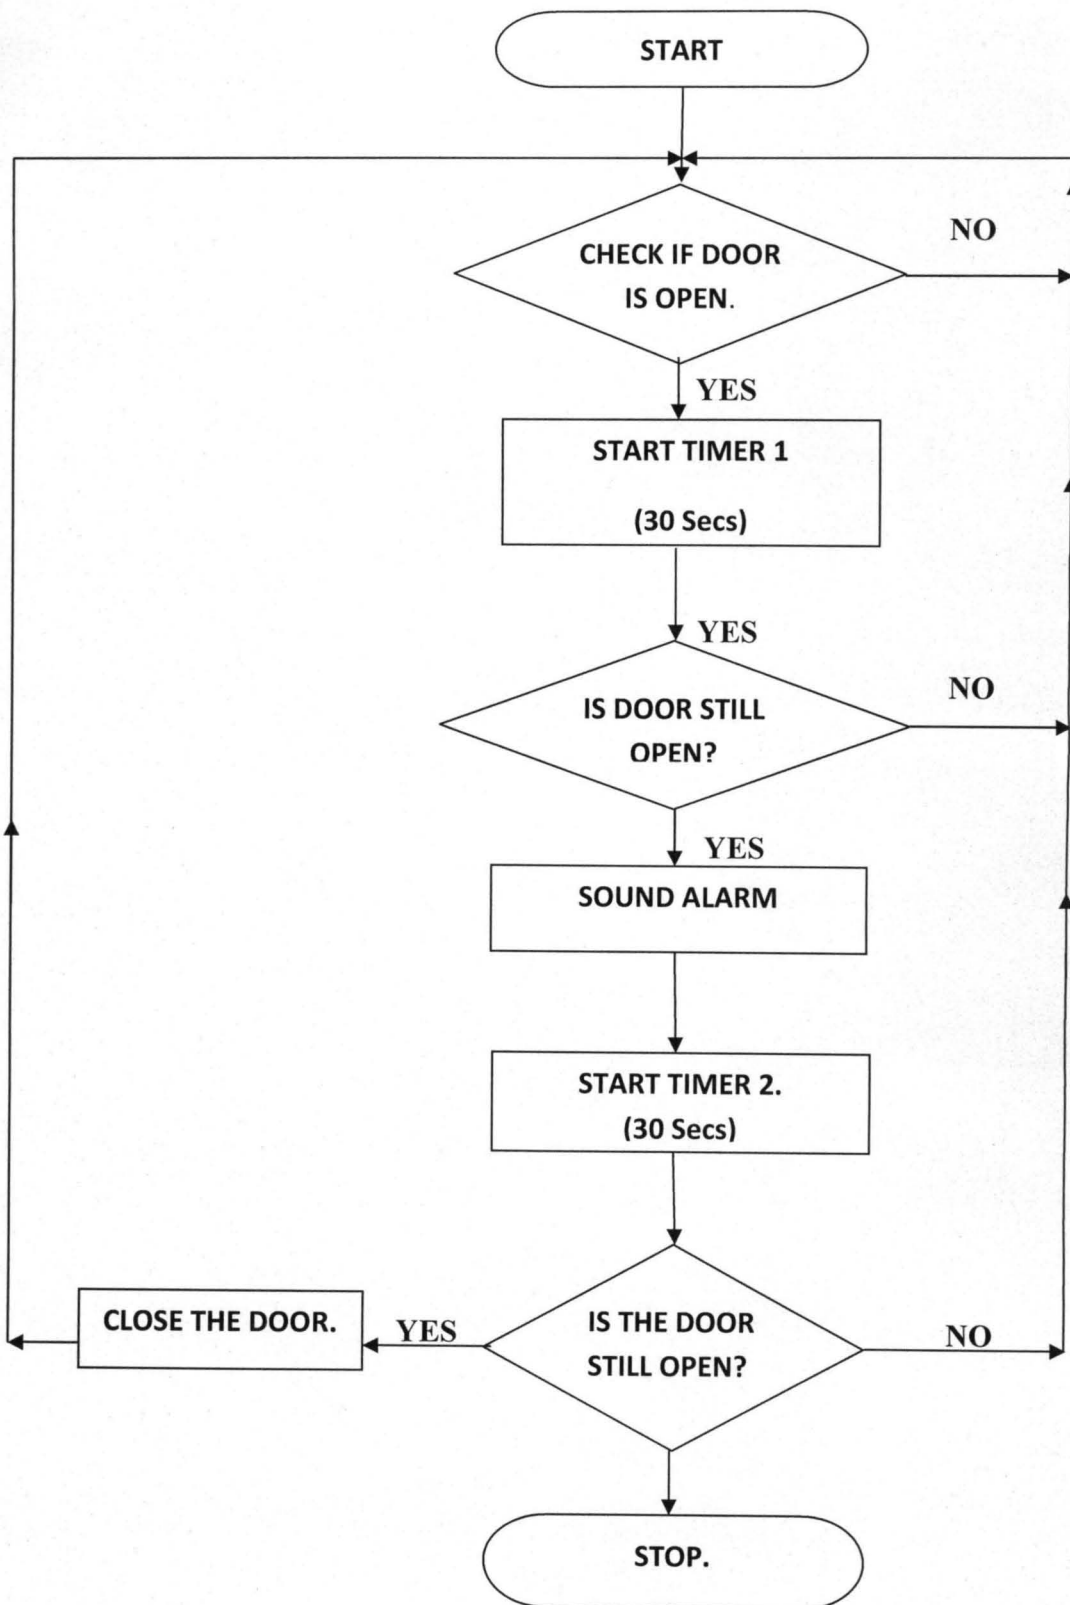 START
CHECK IF DOOR
IS OPEN.
NO
YES
START TIMER 1
(30 Secs)
YES
IS DOOR STILL
OPEN?
NO
YES
SOUND ALARM
START TIMER 2.
(30 Secs)
IS THE DOOR
STILL OPEN?
YES
CLOSE THE DOOR.
NO
STOP.